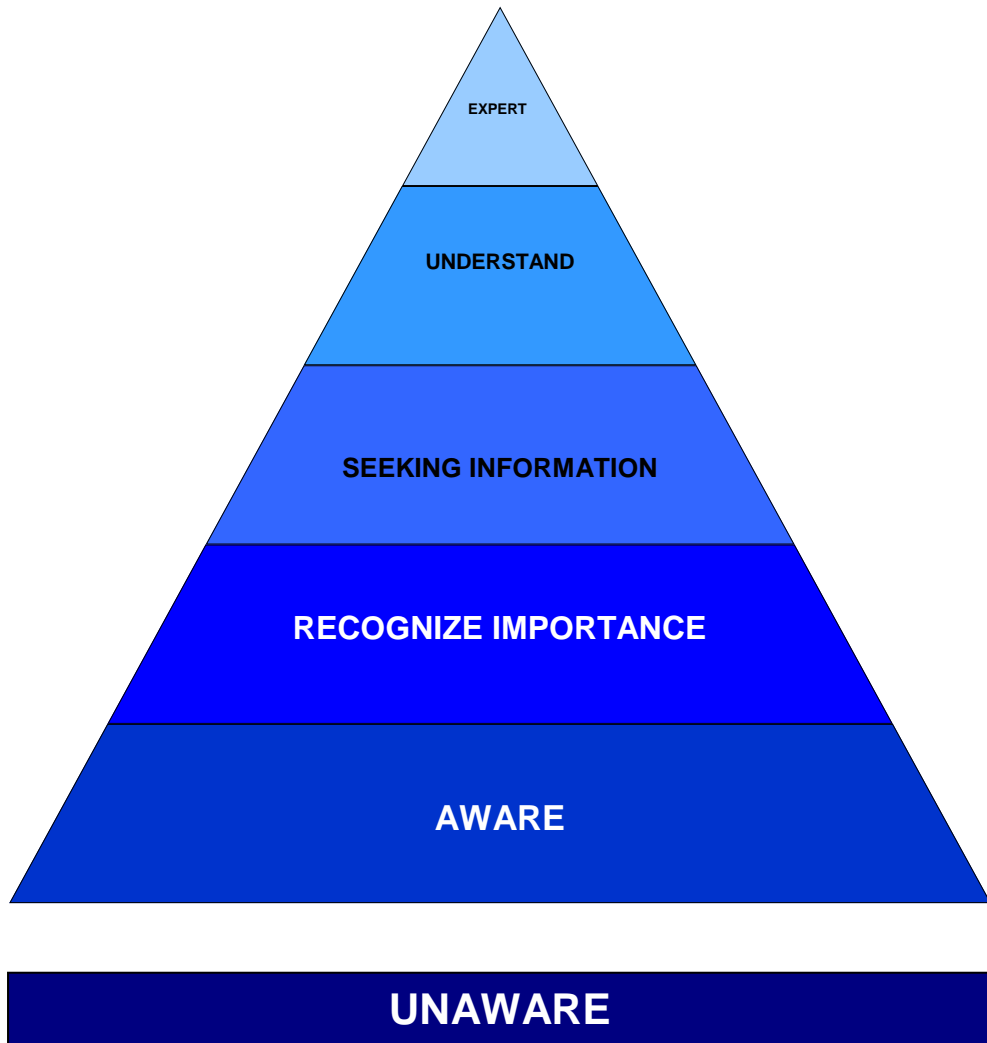 EXPERT
UNDERSTAND
SEEKING INFORMATION
RECOGNIZE IMPORTANCE
AWARE
UNAWARE